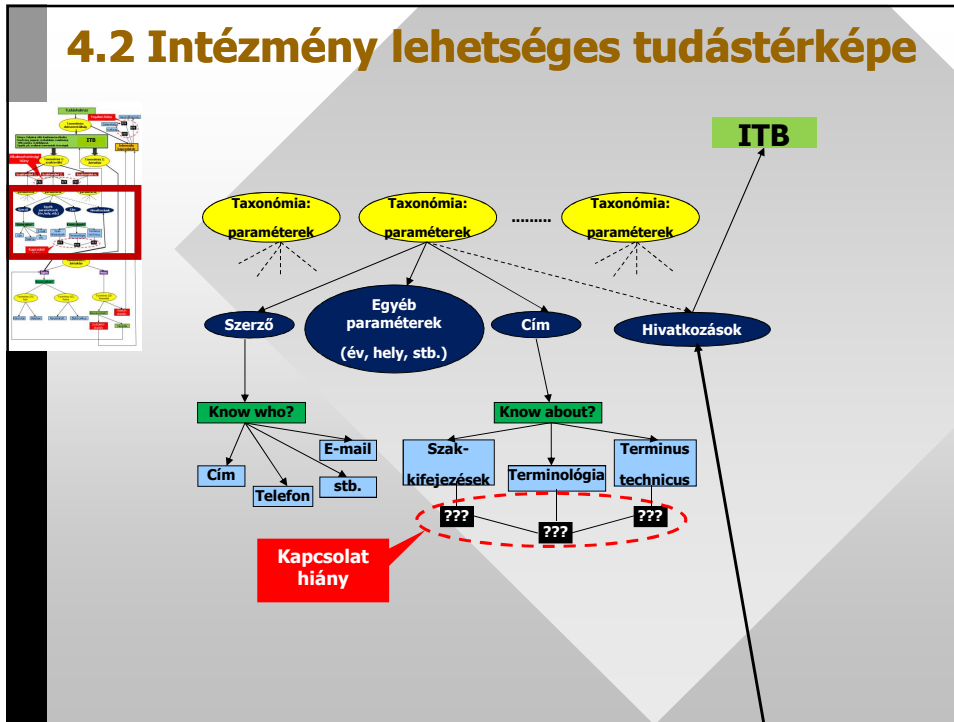 4.2 Intézmény lehetséges tudástérképe
ITB
ITB
Taxonómia:
paraméterek
Taxonómia:
paraméterek
.........
Taxonómia:
paraméterek
Szerző
Egyéb
paraméterek
(év, hely, stb.)
Cím
Hivatkozások
Know who?
Know about?
E-mail
Cím
stb.
Telefon
Szak-
kifejezések
Terminológia
Terminus
technicus
???
???
???
Kapcsolat
hiány